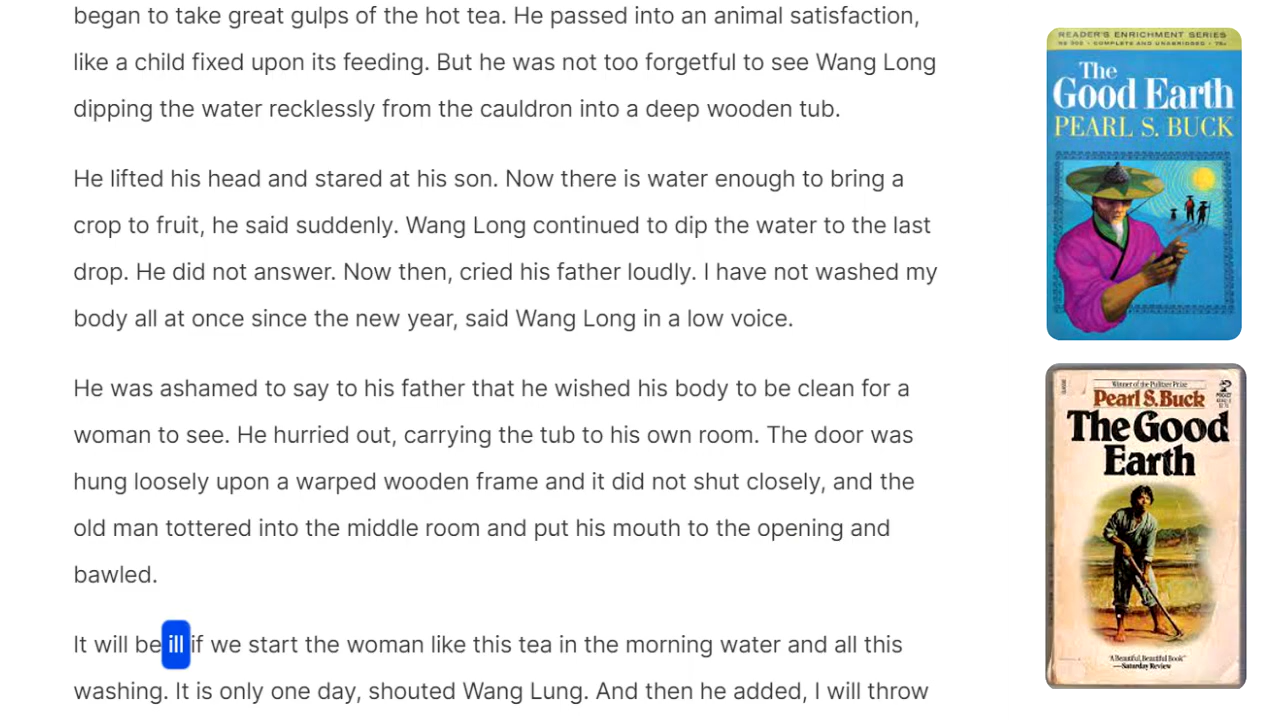 began to take great gulps of the hot tea. He passed into an animal satisfaction,
like a child fixed upon its feeding. But he was not too forgetful to see Wang Long
dipping the water recklessly from the cauldron into a deep wooden tub.
He lifted his head and stared at his son. Now there is water enough to bring a
crop to fruit, he said suddenly. Wang Long continued to dip the water to the last
drop. He did not answer. Now then, cried his father loudly. I have not washed my
body all at once since the new year, said Wang Long in a low voice.
He was ashamed to say to his father that he wished his body to be clean for a
woman to see. He hurried out, carrying the tub to his own room. The door was
hung loosely upon a warped wooden frame and it did not shut closely, and the
old man tottered into the middle room and put his mouth to the opening and
bawled.
It will be ill if we start the woman like this tea in the morning water and all this
washing. It is only one day, shouted Wang Lung. And then he added, I will throw
READER'S ENRICHMENT SERIES
COMPLETE AND UNABRIDGED
The
Good Earth
PEARL S. BUCK
Winner of the Pulitzer Prize
Pearl S. Buck
The Good
Earth
"A Beautiful, Beautiful Book"
—Saturday Review